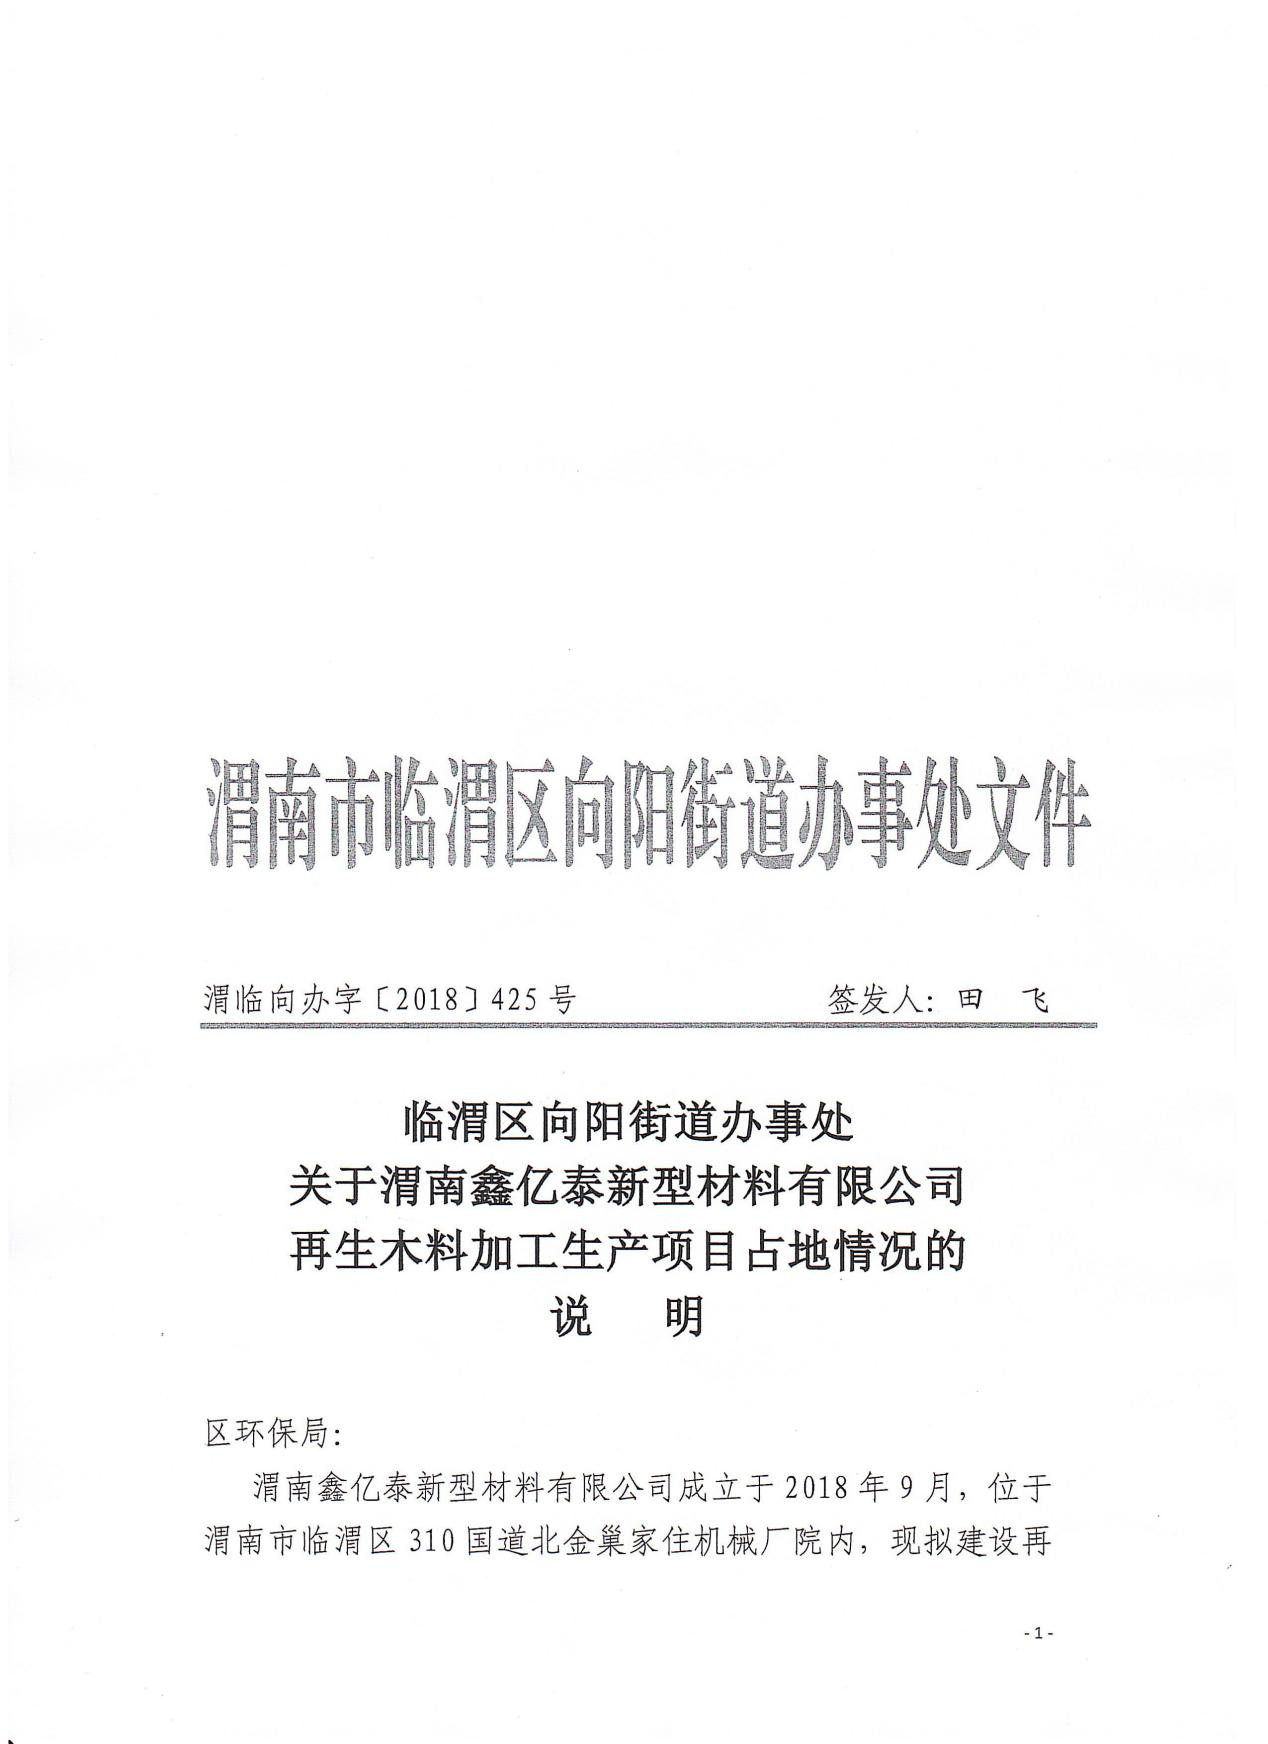 渭南市临渭区向阳街道办事处文件
渭临向办字〔2018〕425号 签发人：田 飞
临渭区向阳街道办事处
关于渭南鑫亿泰新型材料有限公司
再生木料加工生产项目占地情况的
说 明
区环保局：
渭南鑫亿泰新型材料有限公司成立于2018年9月，位于
渭南市临渭区310国道北金巢家住机械厂院内，现拟建设再
-1-